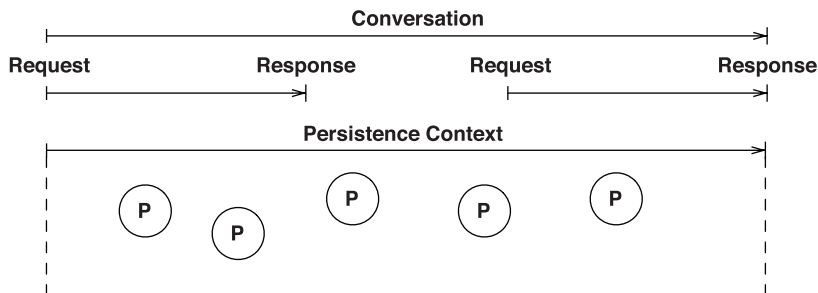 Conversation
Request Response Request Response
Persistence Context
P P P P P